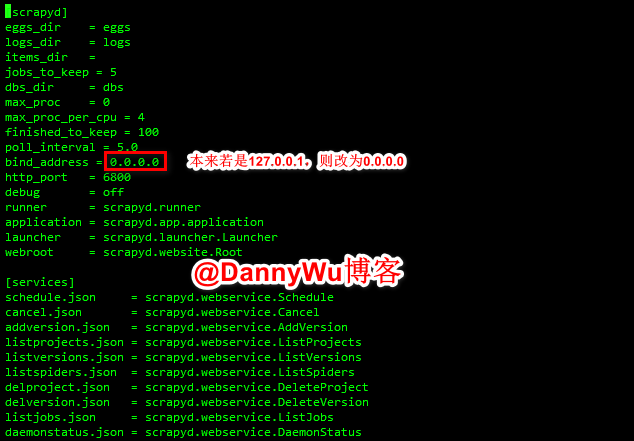 [scrapyd]
eggs_dir = eggs
logs_dir = logs
items_dir =
jobs_to_keep = 5
dbs_dir = dbs
max_proc = 0
max_proc_per_cpu = 4
finished_to_keep = 100
poll_interval = 5.0
bind_address = 0.0.0.0 本来若是127.0.0.1，则改为0.0.0.0
http_port = 6800
debug = off
runner = scrapyd.runner
application = scrapyd.app.application
launcher = scrapyd.launcher.Launcher
webroot = scrapyd.website.Root
@DannyWu博客
[services]
schedule.json = scrapyd.webservice.Schedule
cancel.json = scrapyd.webservice.Cancel
addversion.json = scrapyd.webservice.AddVersion
listprojects.json = scrapyd.webservice.ListProjects
listversions.json = scrapyd.webservice.ListVersions
listspiders.json = scrapyd.webservice.ListSpiders
delproject.json = scrapyd.webservice.DeleteProject
delversion.json = scrapyd.webservice.DeleteVersion
listjobs.json = scrapyd.webservice.ListJobs
daemonstatus.json = scrapyd.webservice.DaemonStatus